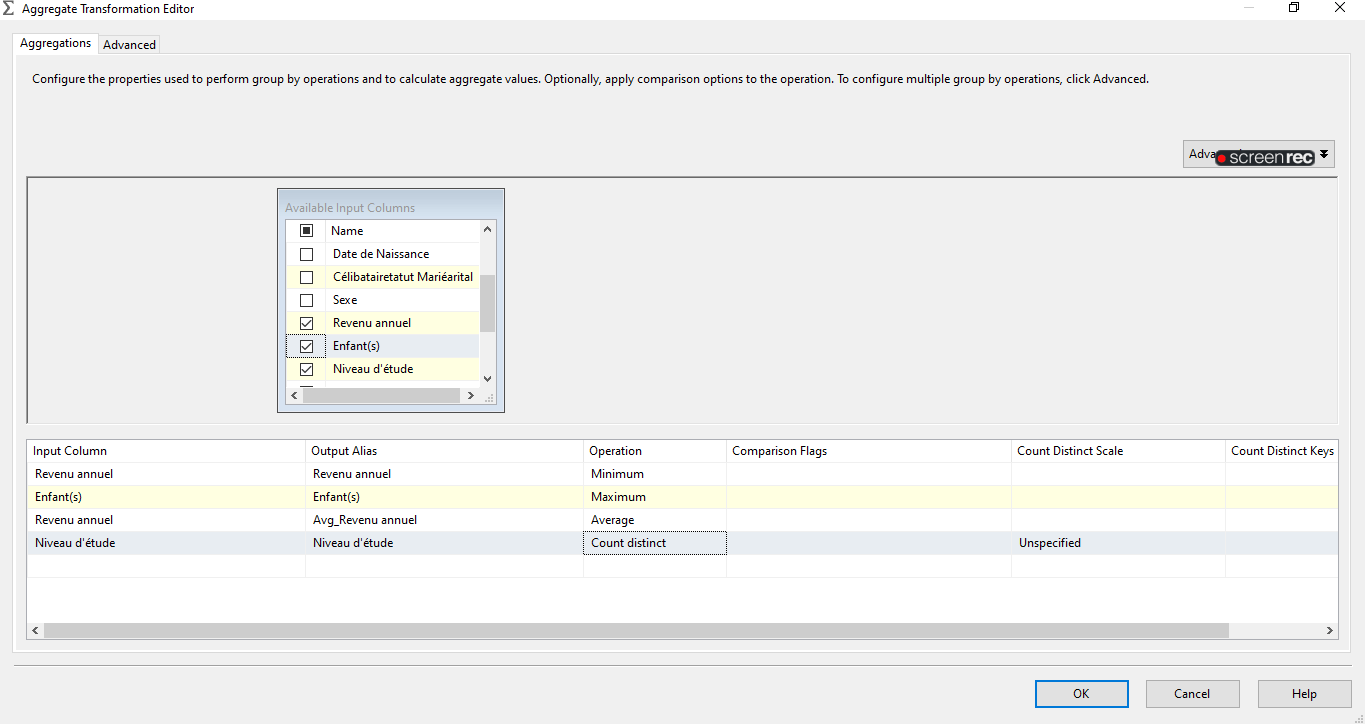 Aggregate Transformation Editor
Aggregations Advanced
Configure the properties used to perform group by operations and to calculate aggregate values. Optionally, apply comparison options to the operation. To configure multiple group by operations, click Advanced.
Adva screenrec
Available Input Columns
Name
Date de Naissance
Célibatairetatut Mariéarital
Sexe
Revenu annuel
Enfant(s)
Niveau d'étude
Input Column Output Alias Operation Comparison Flags Count Distinct Scale Count Distinct Keys
Revenu annuel Revenu annuel Minimum
Enfant(s) Enfant(s) Maximum
Revenu annuel Avg_Revenu annuel Average
Niveau d'étude Niveau d'étude Count distinct Unspecified
OK Cancel Help